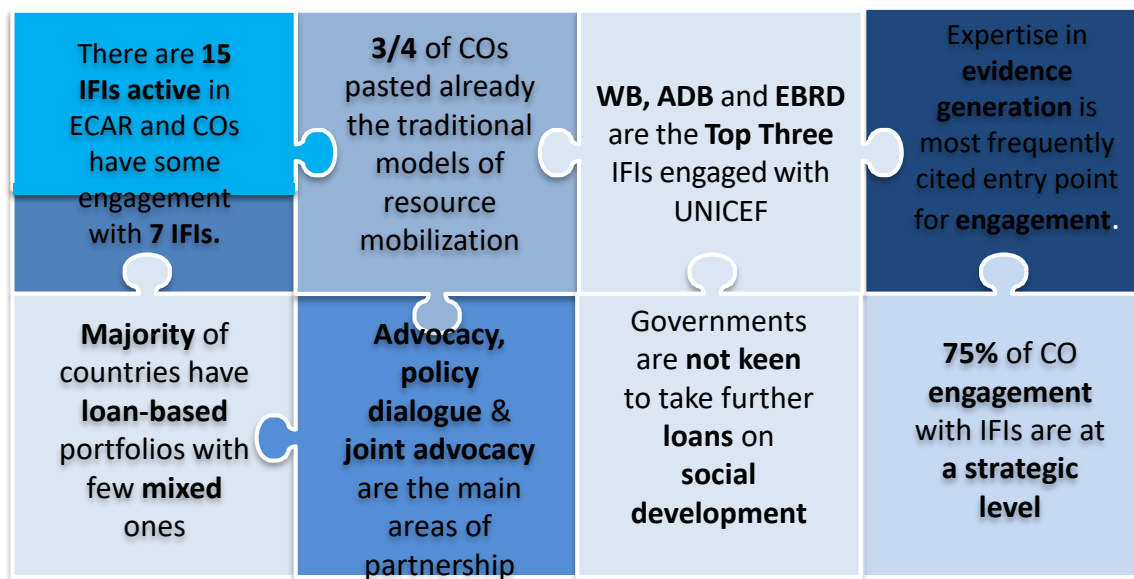 There are 15
IFIs active in
ECAR and COs
have some
engagement
with 7 IFIs.
3/4 of COs
pasted already
the traditional
models of
resource
mobilization
WB, ADB and EBRD
are the Top Three
IFIs engaged with
UNICEF
Expertise in
evidence
generation is
most frequently
cited entry point
for engagement.
Majority of
countries have
loan-based
portfolios with
few mixed
ones
Advocacy,
policy
dialogue &
joint advocacy
are the main
areas of
partnership
Governments
are not keen
to take further
loans on
social
development
75% of CO
engagement
with IFIs are at
a strategic
level